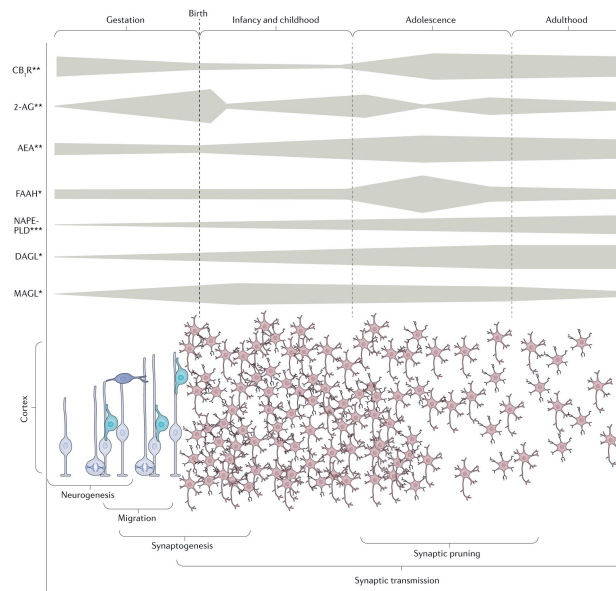 Birth
Gestation
Infancy and childhood
Adolescence
Adulthood
CB₁R**
2-AG**
AEA**
FAAH*
NAPE-
PLD***
DAGL*
MAGL*
Cortex
Neurogenesis
Migration
Synaptogenesis
Synaptic pruning
Synaptic transmission